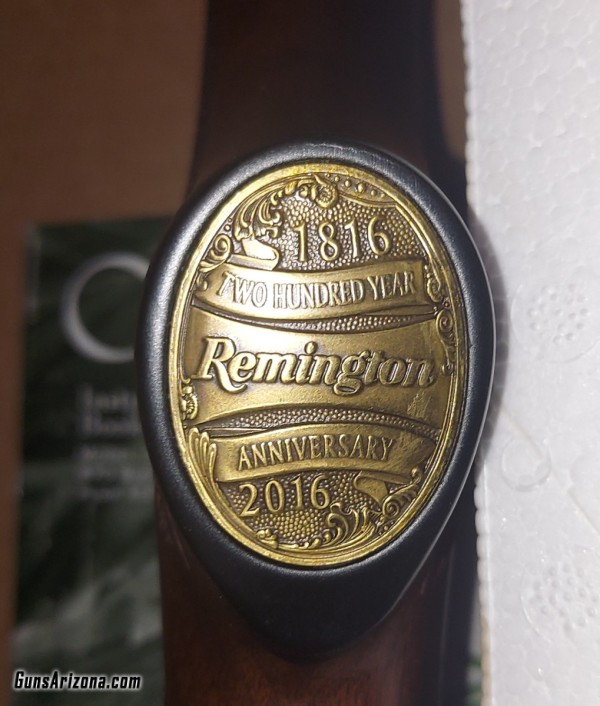 1816
TWO HUNDRED YEAR
Remington
ANNIVERSARY
2016
GunsArizona.com